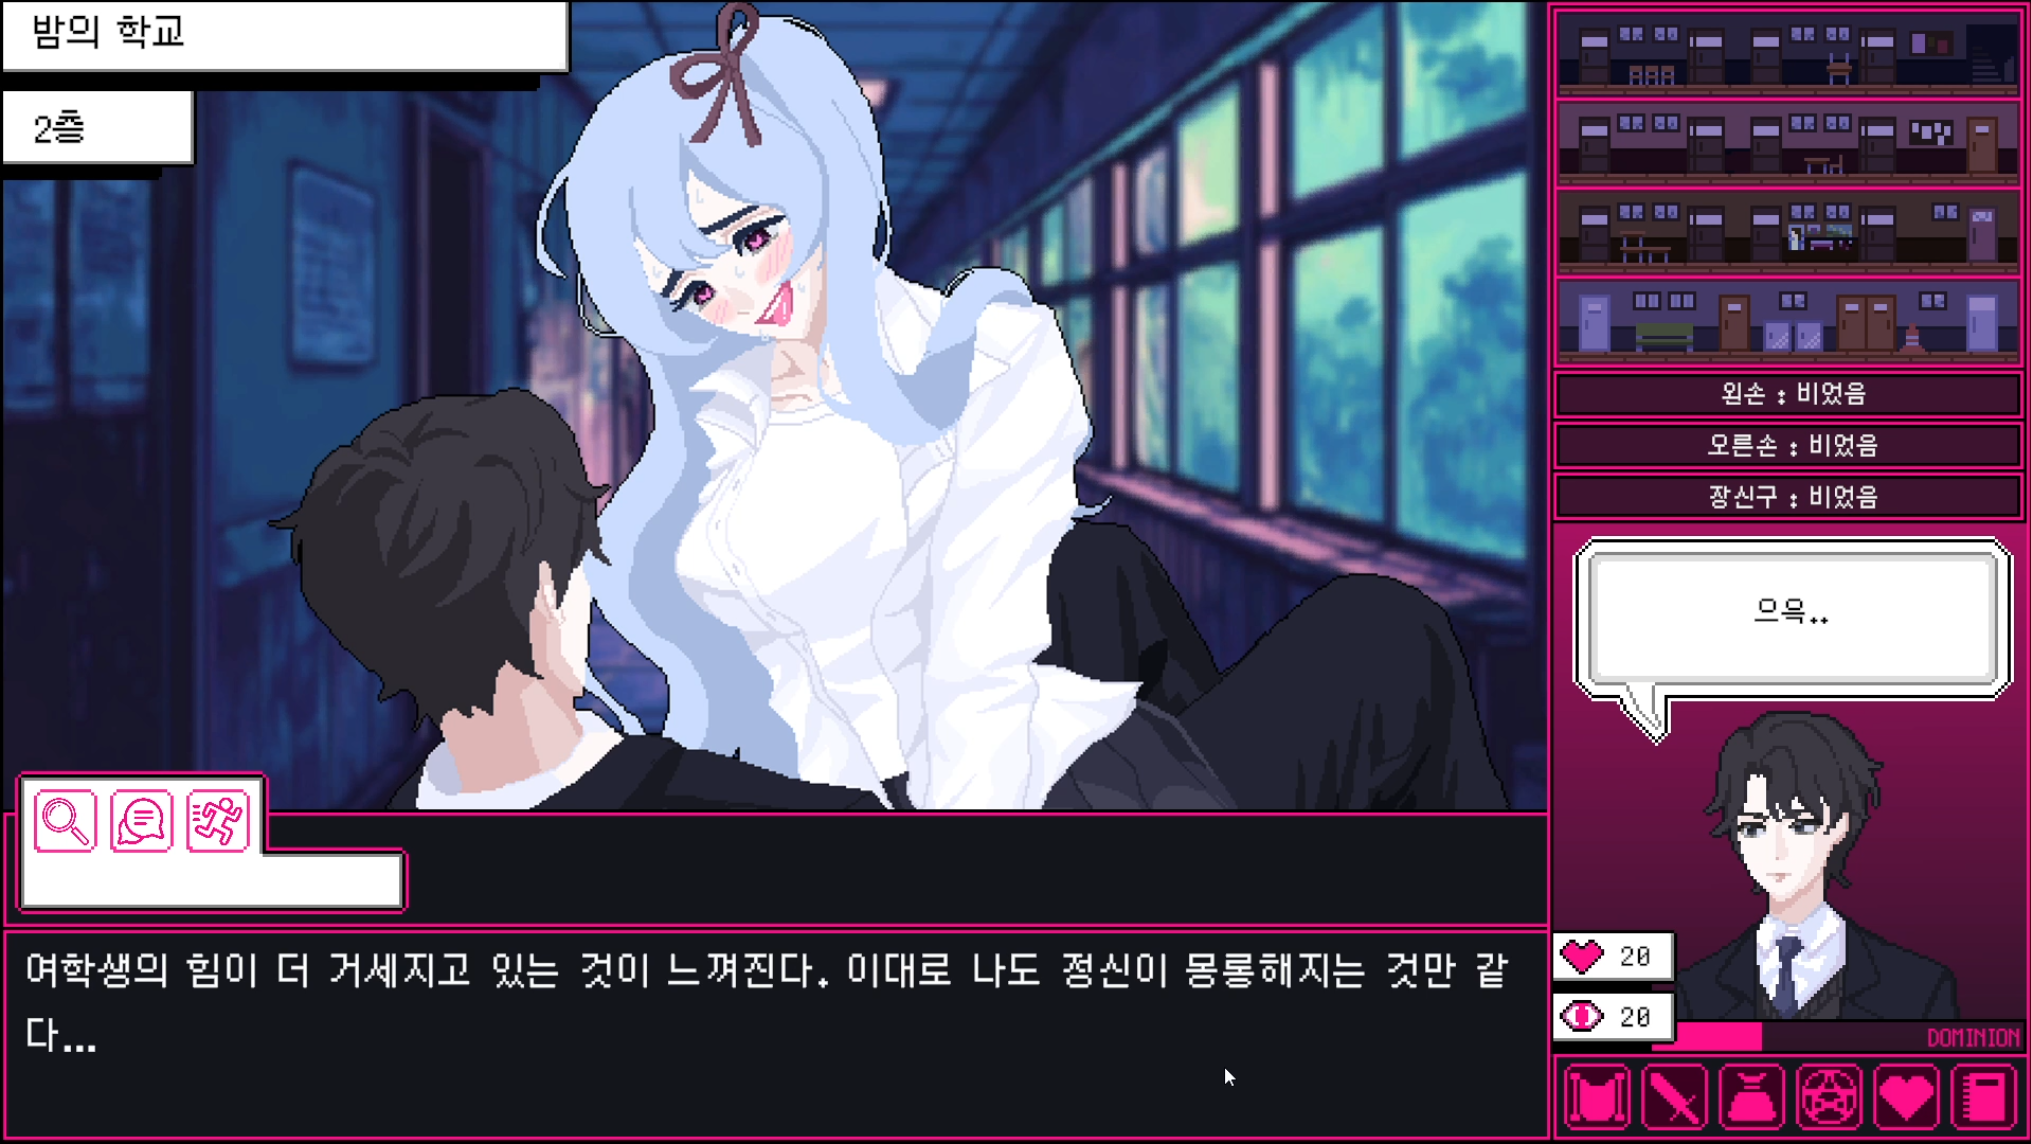 밤의 학교
2층
왼손 : 비었음
오른손 : 비었음
장신구 : 비었음
으윽..
20
20
DOMINION
여학생의 힘이 더 거세지고 있는 것이 느껴진다. 이대로 나도 정신이 몽롱해지는 것만 같
다...